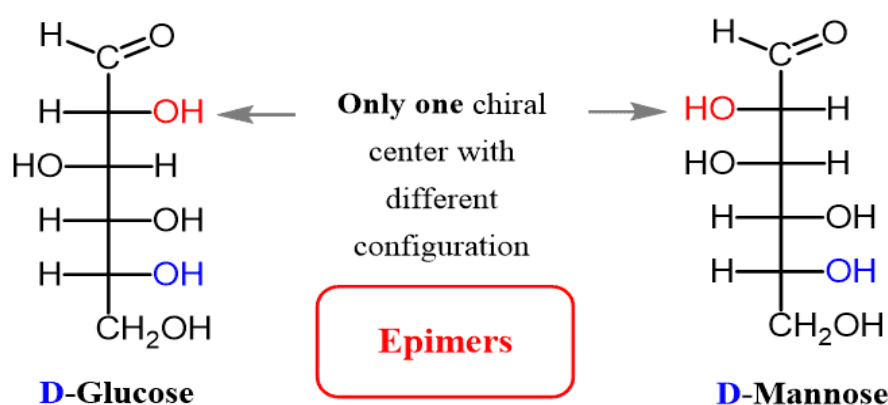 H O
C
H OH
HO H
H OH
H OH
CH₂OH
D-Glucose
Only one chiral
center with
different
configuration
Epimers
H O
C
HO H
HO H
H OH
H OH
CH₂OH
D-Mannose